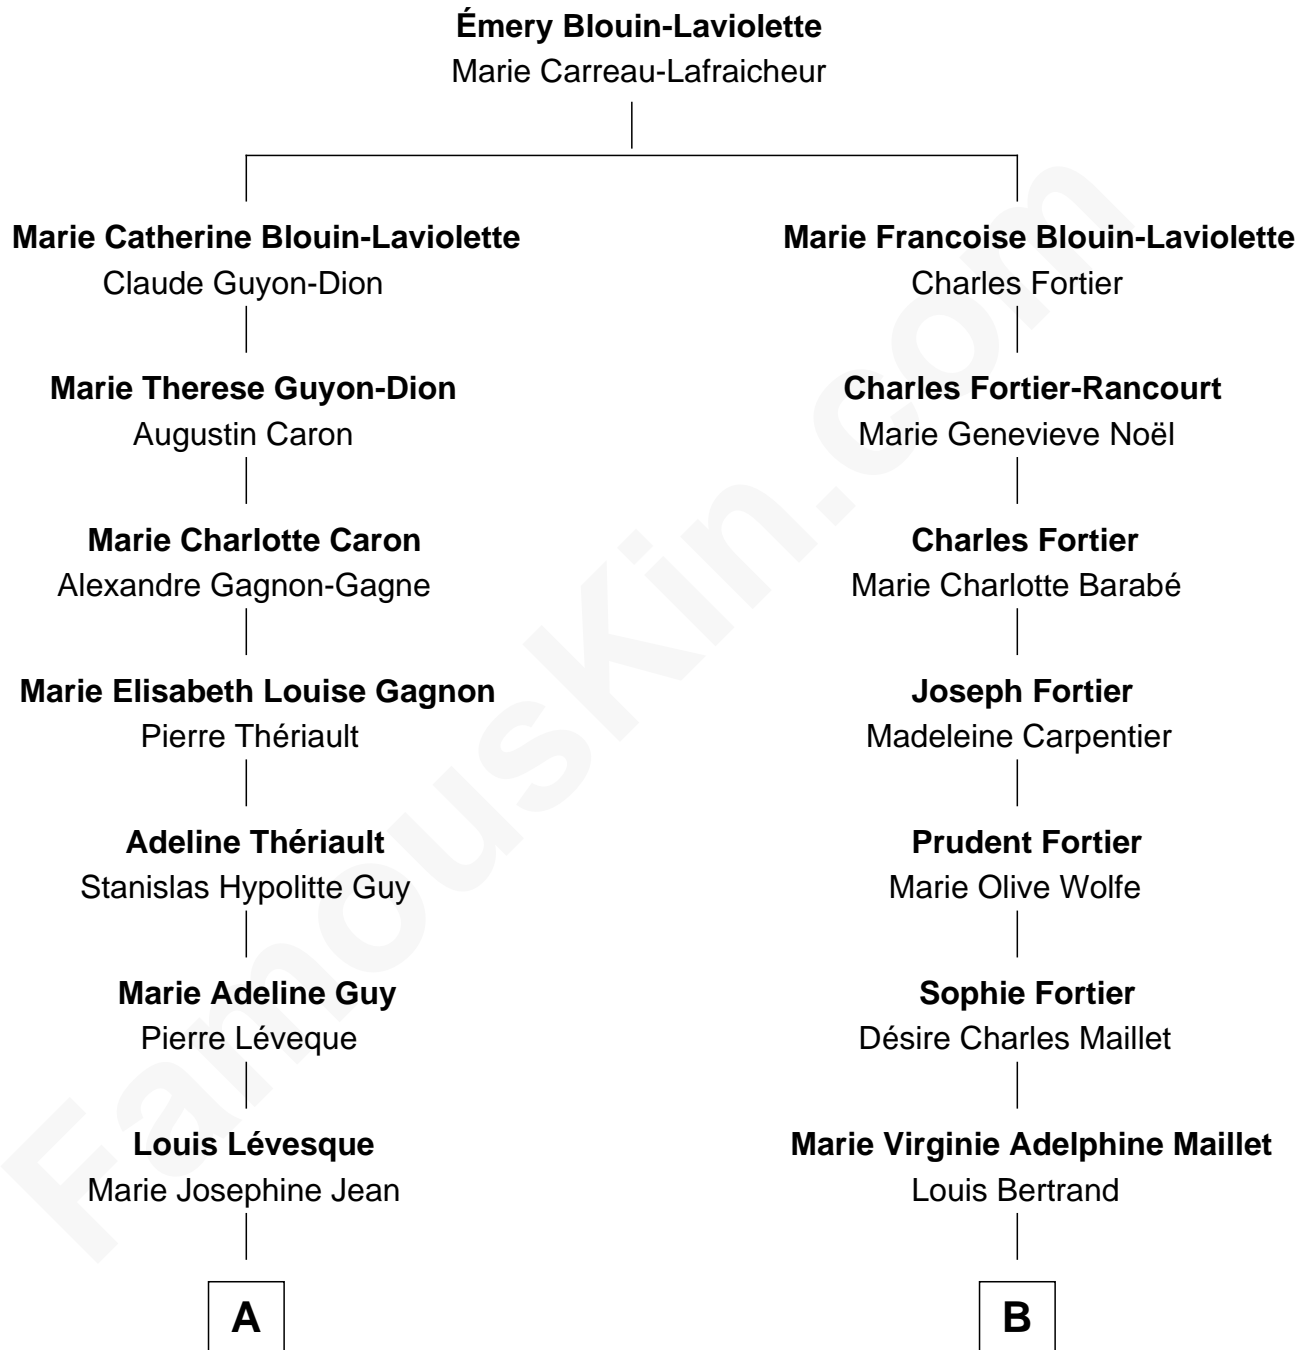 Émery Blouin-Laviolette
Marie Carreau-Lafraicheur
Marie Catherine Blouin-Laviolette
Claude Guyon-Dion
Marie Francoise Blouin-Laviolette
Charles Fortier
Marie Therese Guyon-Dion
Augustin Caron
Charles Fortier-Rancourt
Marie Genevieve Noël
Marie Charlotte Caron
Alexandre Gagnon-Gagne
Charles Fortier
Marie Charlotte Barabé
Marie Elisabeth Louise Gagnon
Pierre Thériault
Joseph Fortier
Madeleine Carpentier
Adeline Thériault
Stanislas Hypolitte Guy
Prudent Fortier
Marie Olive Wolfe
Marie Adeline Guy
Pierre Léveque
Sophie Fortier
Désire Charles Maillet
Louis Lévesque
Marie Josephine Jean
Marie Virginie Adelphine Maillet
Louis Bertrand
A
B
FamousKin.com